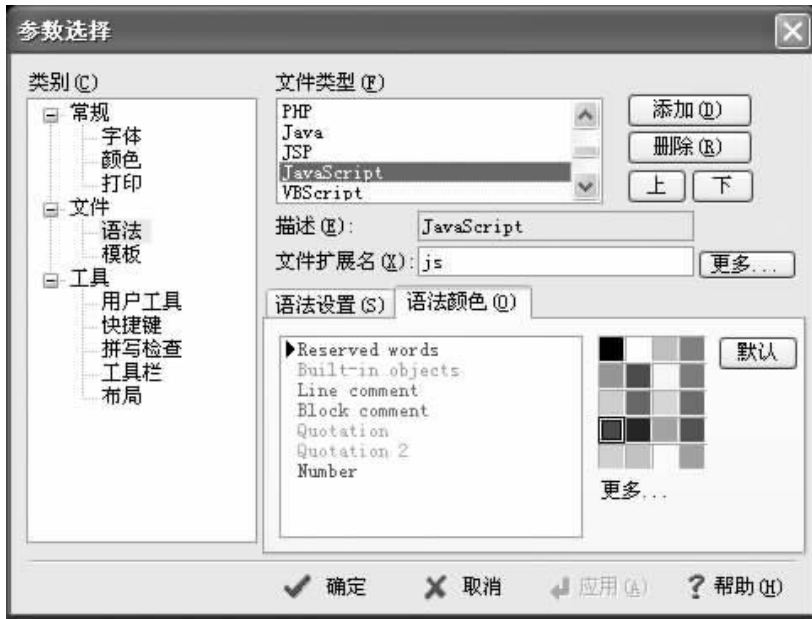 参数选择
类别(C)
常规
字体
颜色
打印
文件
语法
模板
工具
用户工具
快捷键
拼写检查
工具栏
布局
文件类型(F)
PHP
Java
JSP
JavaScript
VBScript
添加(D)
删除(R)
上 下
描述(E): JavaScript
文件扩展名(X): js 更多...
语法设置(S) 语法颜色(O)
Reserved words
Built-in objects
Line comment
Block comment
Quotation
Quotation 2
Number
默认
更多...
确定 取消 应用(A) ? 帮助(H)